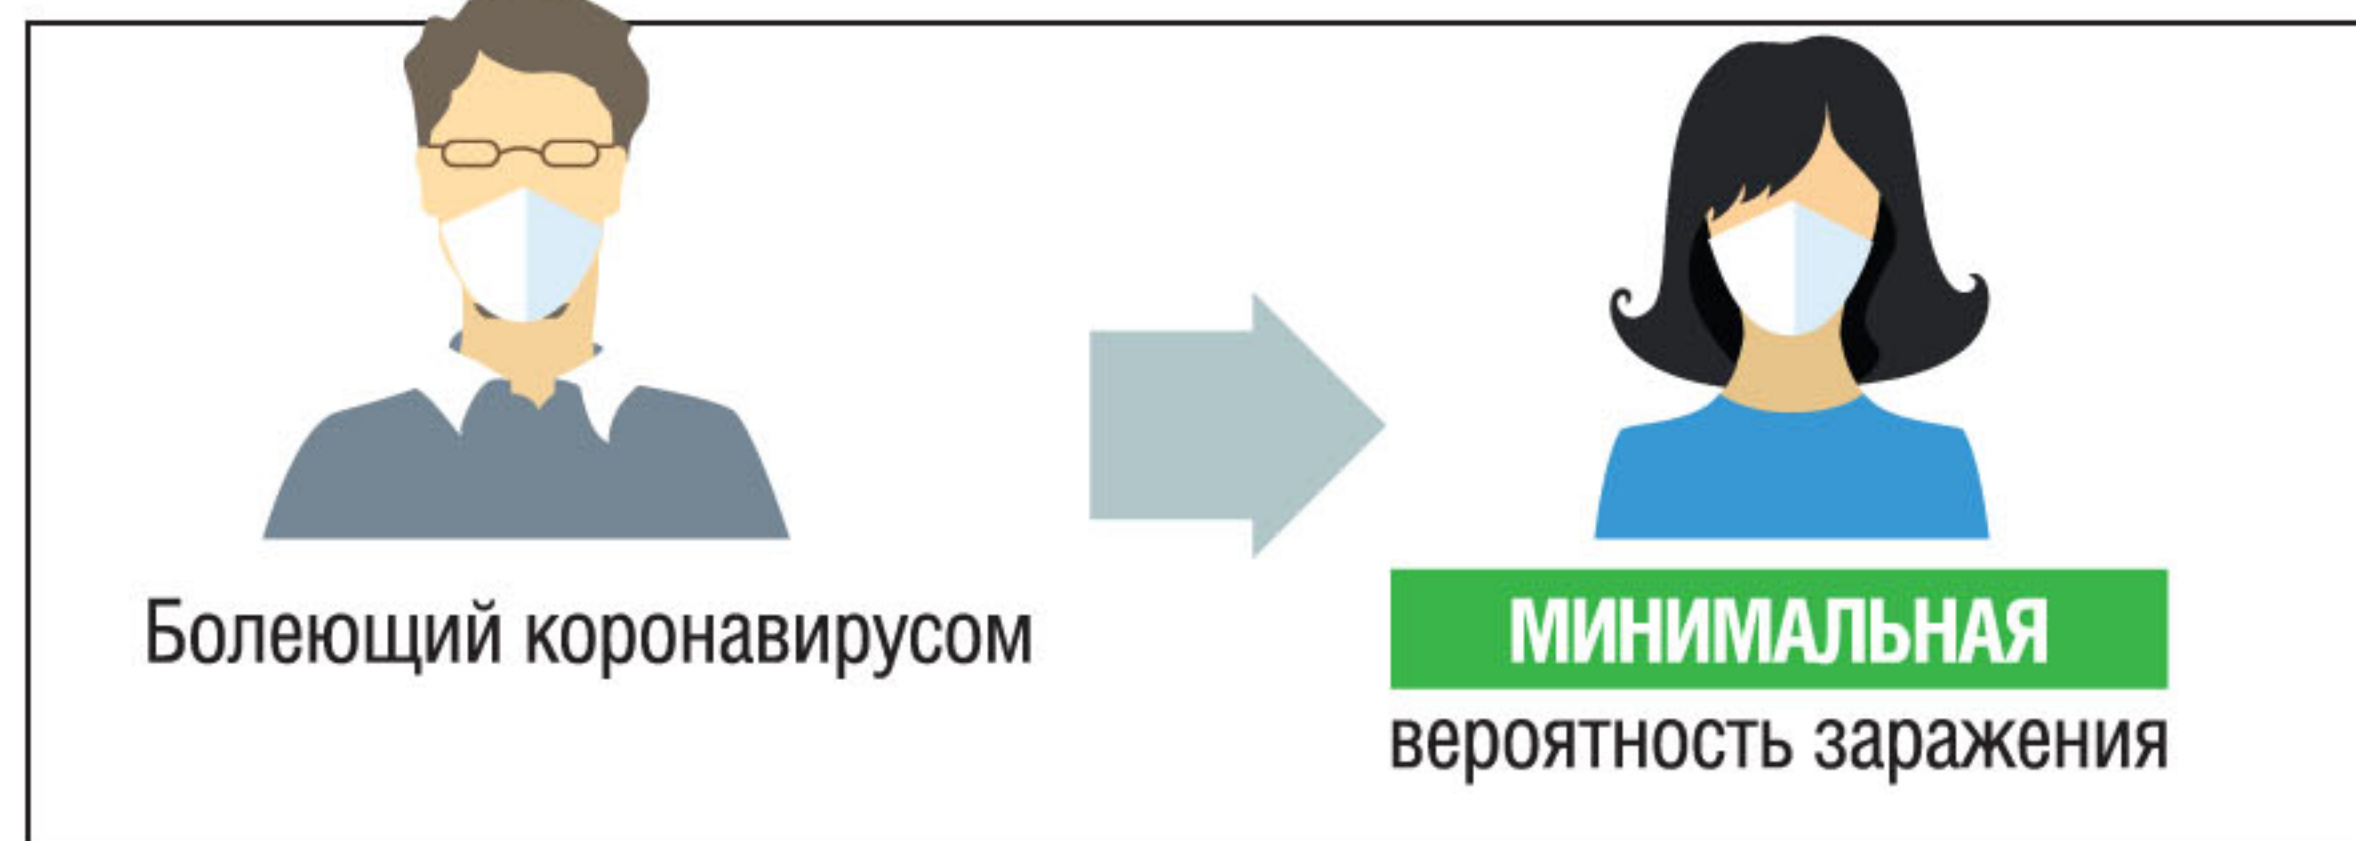 Болеющий коронавирусом
МИНИМАЛЬНАЯ
вероятность заражения